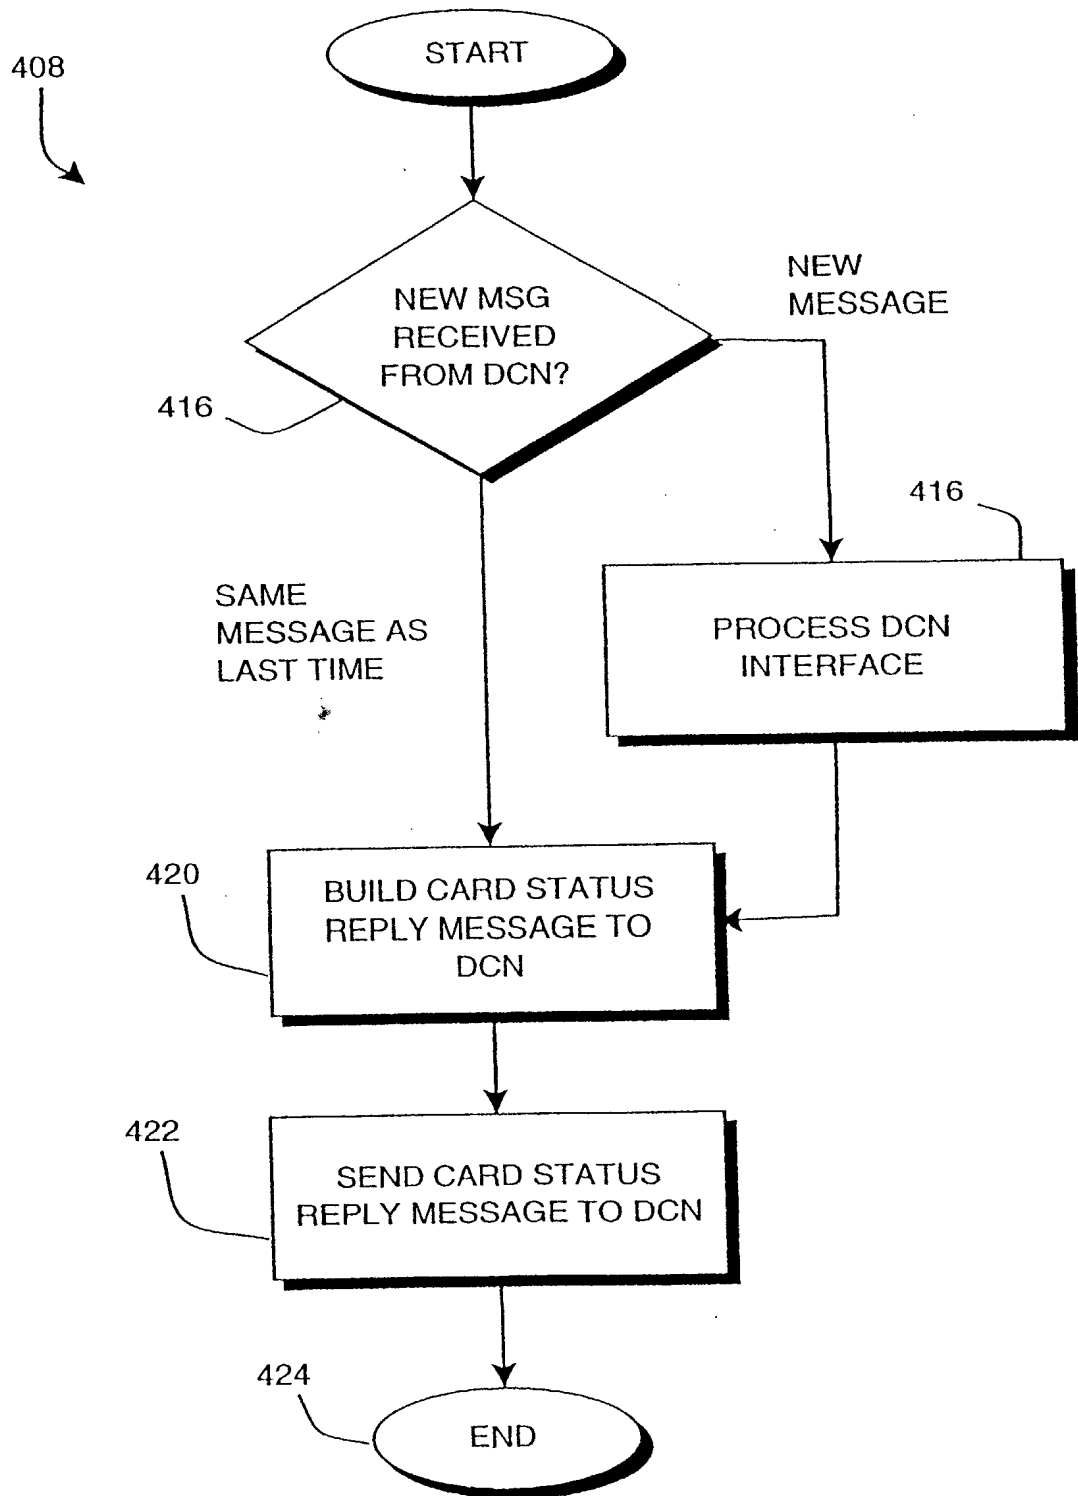 START
408
NEW MSG
RECEIVED
FROM DCN?
NEW
MESSAGE
416
416
SAME
MESSAGE AS
LAST TIME
PROCESS DCN
INTERFACE
420
BUILD CARD STATUS
REPLY MESSAGE TO
DCN
422
SEND CARD STATUS
REPLY MESSAGE TO DCN
424
END